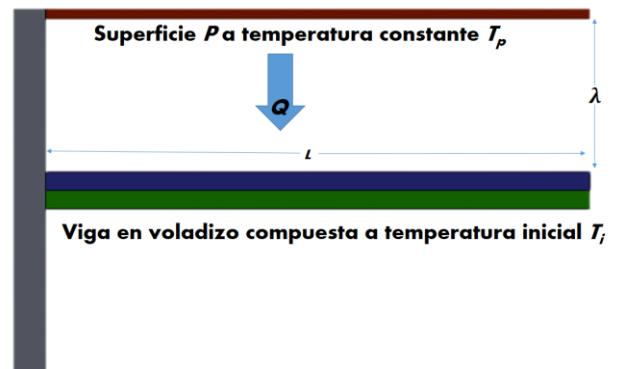 Superficie P a temperatura constante Tₚ
Q
λ
L
Viga en voladizo compuesta a temperatura inicial Tᵢ